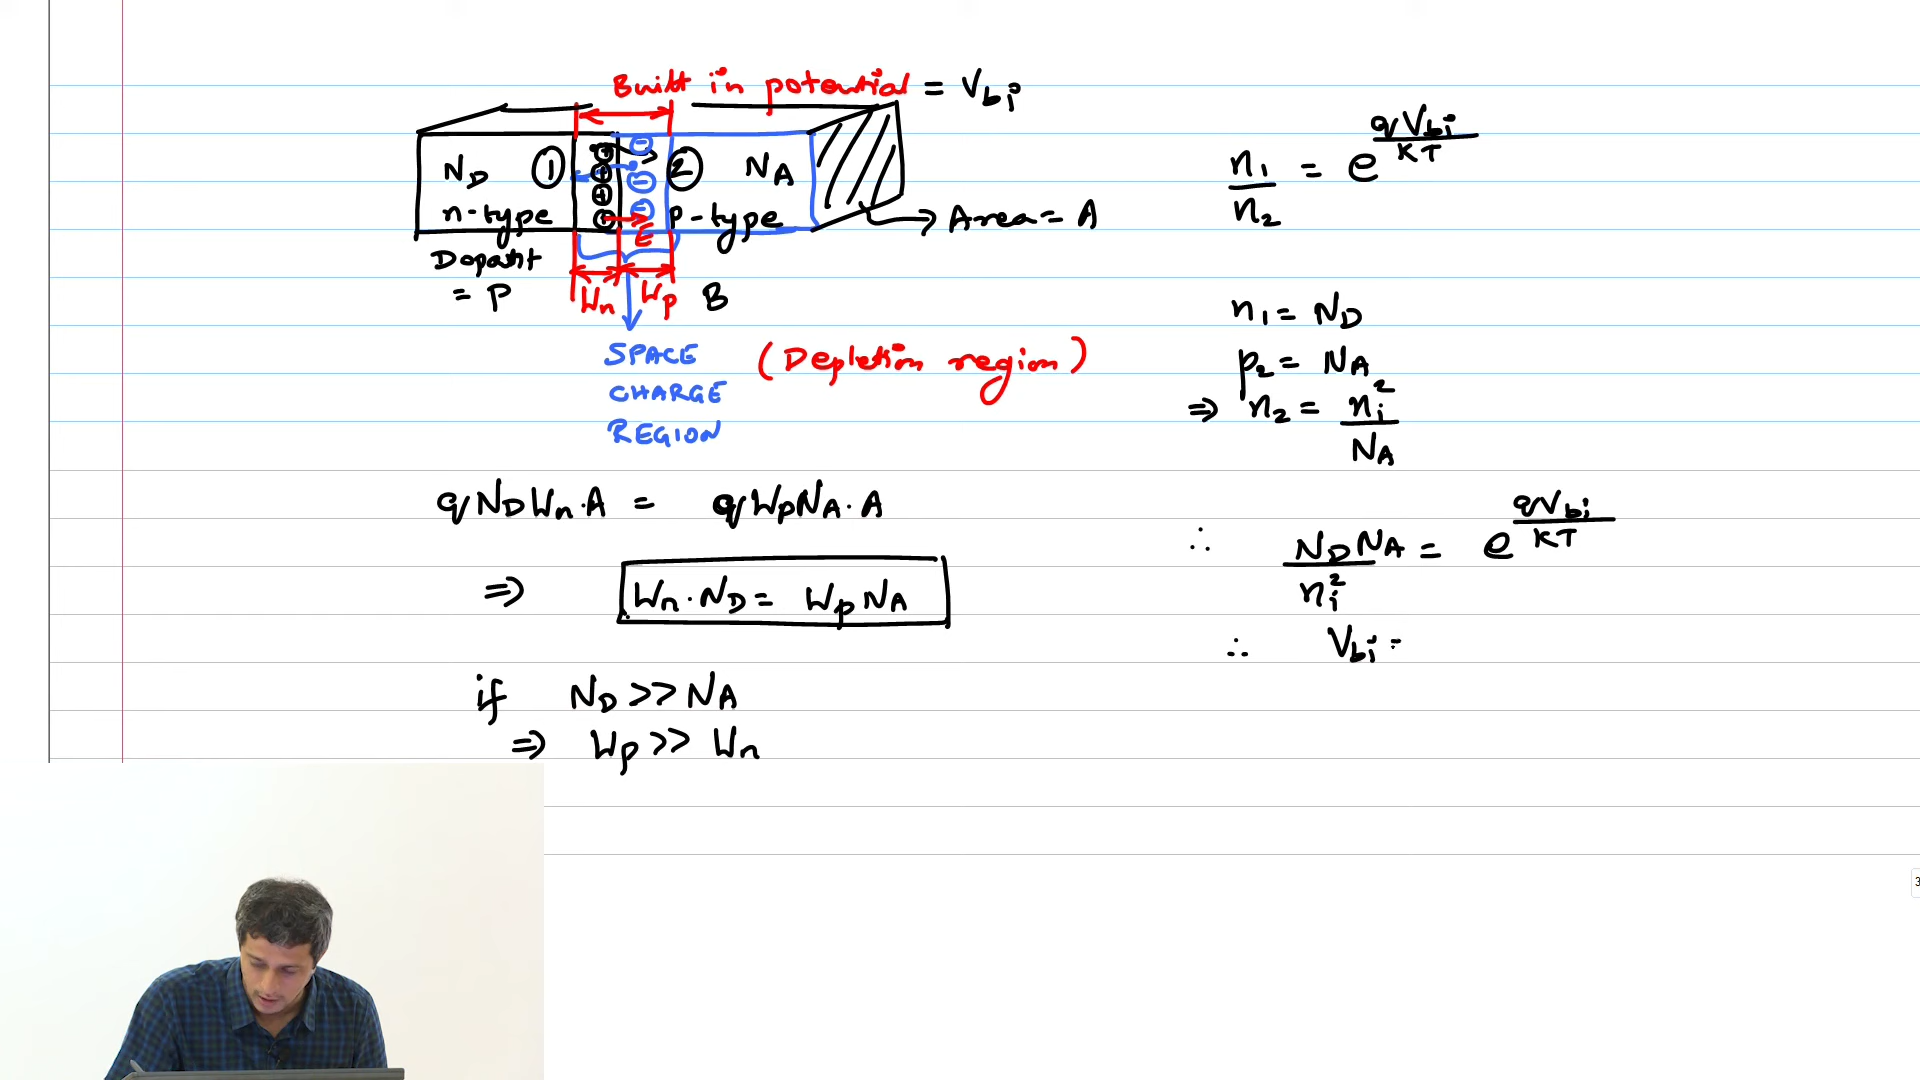 Built in potential = Vbi
ND ① ② NA
n-type p-type
E
Area = A
Dopant
= P
Wn Wp B
SPACE
CHARGE
REGION
(Depletion region)
qNDWn·A = qWpNA·A
⇒ Wn·ND = WpNA
if ND >> NA
⇒ Wp >> Wn
n1/n2 = e^(qVbi/KT)
n1 = ND
p2 = NA
⇒ n2 = ni²/NA
∴ NDNA/ni² = e^(qVbi/KT)
∴ Vbi =
3